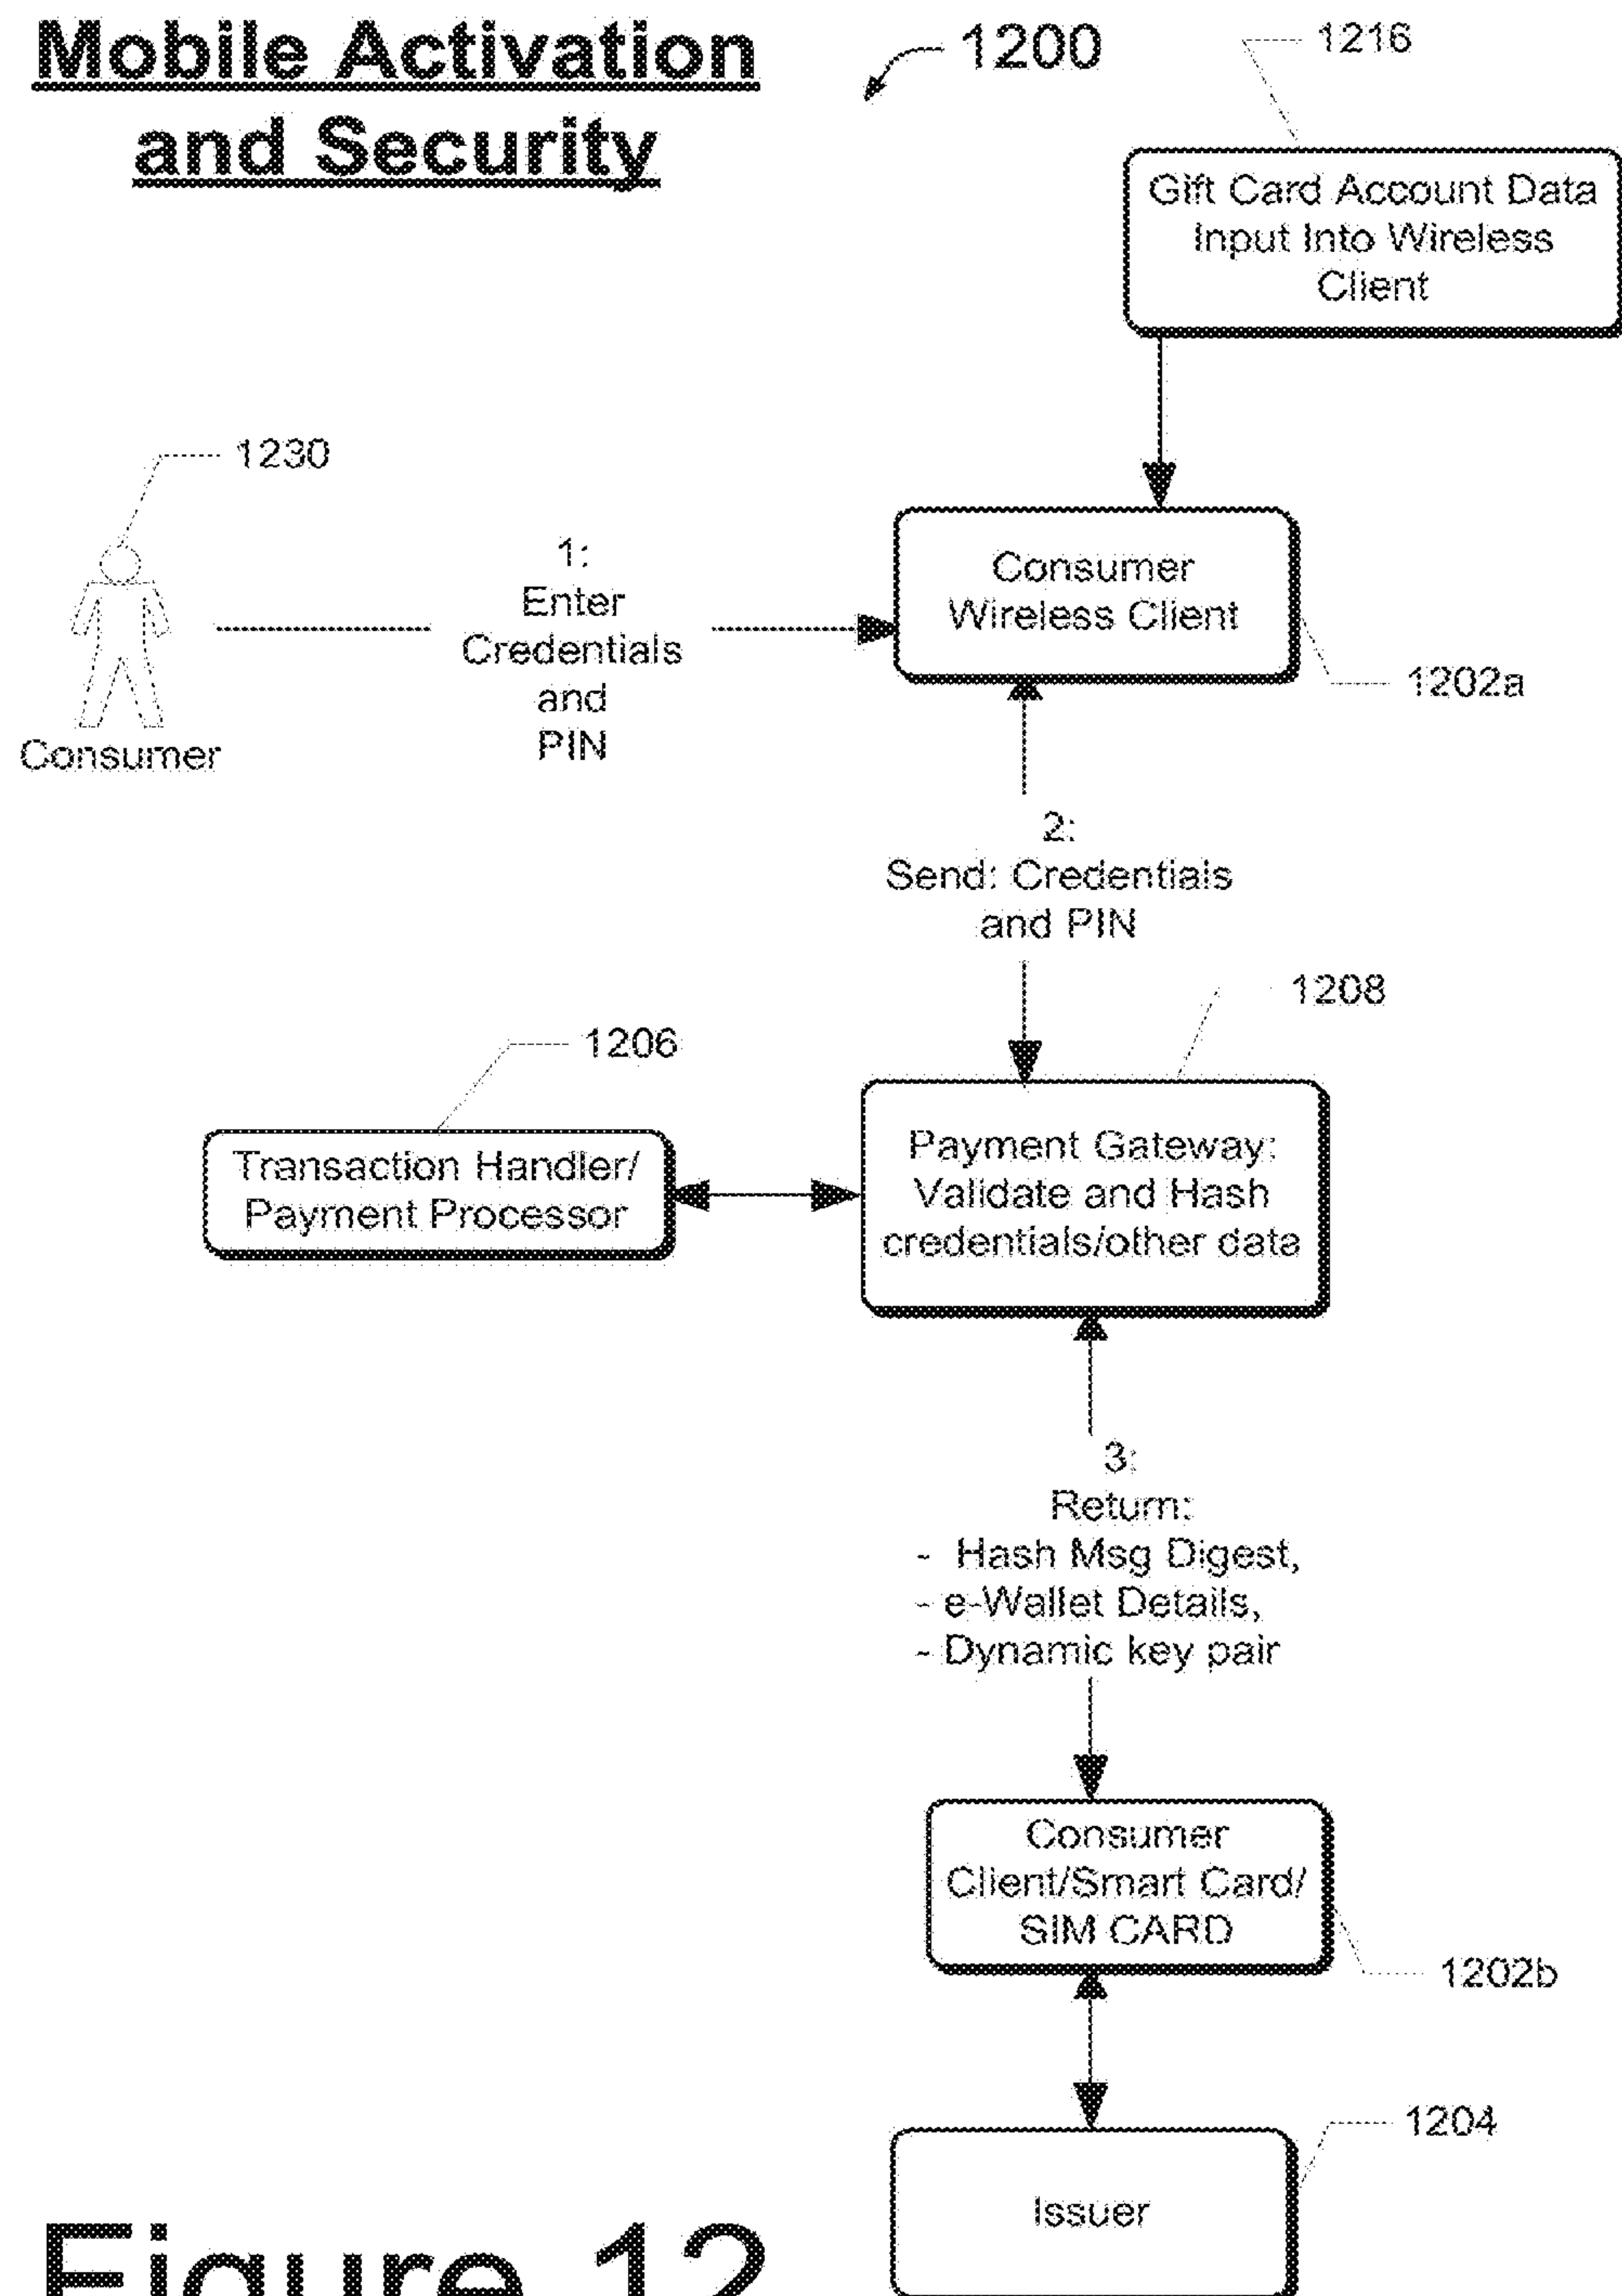 Mobile Activation
and Security
1200
1216
Gift Card Account Data
Input Into Wireless
Client
1230
Consumer
1:
Enter
Credentials
and
PIN
Consumer
Wireless Client
1202a
2:
Send: Credentials
and PIN
1208
1206
Transaction Handler/
Payment Processor
Payment Gateway:
Validate and Hash
credentials/other data
3:
Return:
- Hash Msg Digest,
- e-Wallet Details,
- Dynamic key pair
Consumer
Client/Smart Card/
SIM CARD
1202b
1204
Issuer
Figure 12